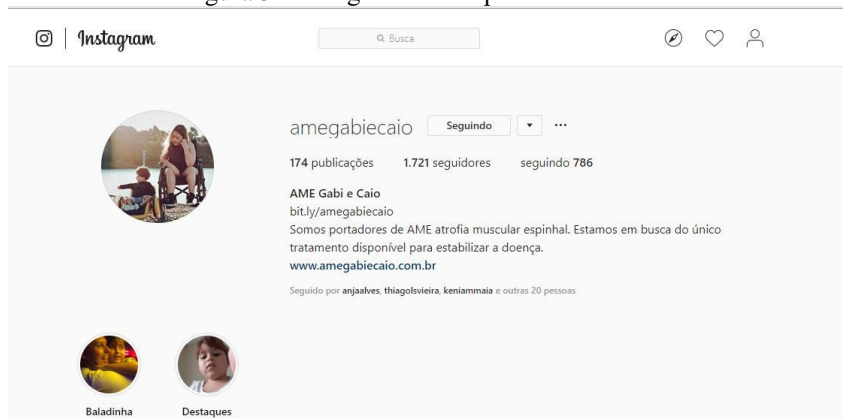 Instagram
Busca
amegabiecaio Seguindo
174 publicações 1.721 seguidores seguindo 786
AME Gabi e Caio
bit.ly/amegabiecaio
Somos portadores de AME atrofia muscular espinhal. Estamos em busca do único
tratamento disponível para estabilizar a doença.
www.amegabiecaio.com.br
Seguido por anjaalves, thiagolsvieira, keniammaia e outras 20 pessoas
Baladinha Destaques